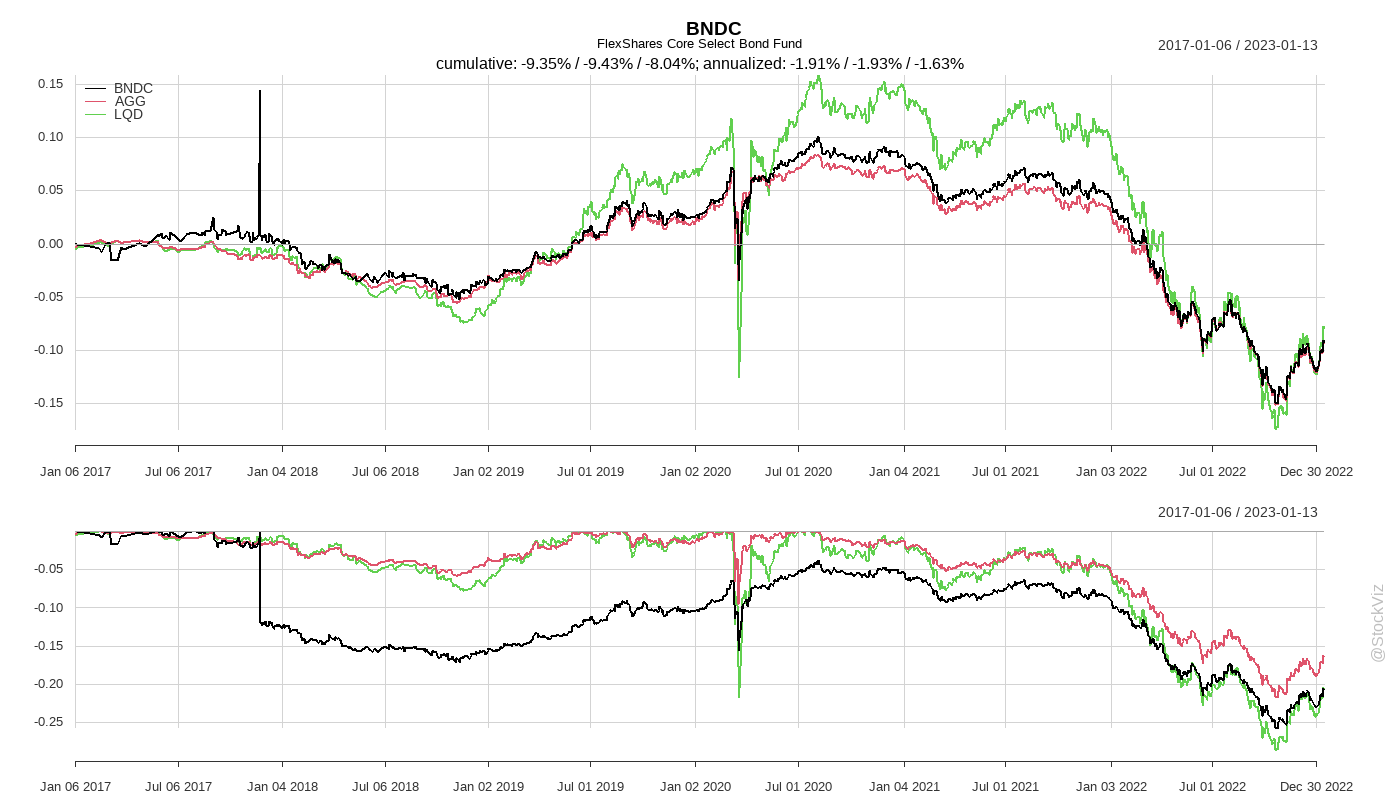 BNDC
FlexShares Core Select Bond Fund
2017-01-06 / 2023-01-13
cumulative: -9.35% / -9.43% / -8.04%; annualized: -1.91% / -1.93% / -1.63%
BNDC
AGG
LQD
0.15
0.10
0.05
0.00
-0.05
-0.10
-0.15
Jan 06 2017 Jul 06 2017 Jan 04 2018 Jul 06 2018 Jan 02 2019 Jul 01 2019 Jan 02 2020 Jul 01 2020 Jan 04 2021 Jul 01 2021 Jan 03 2022 Jul 01 2022 Dec 30 2022
2017-01-06 / 2023-01-13
-0.05
-0.10
-0.15
-0.20
-0.25
Jan 06 2017 Jul 06 2017 Jan 04 2018 Jul 06 2018 Jan 02 2019 Jul 01 2019 Jan 02 2020 Jul 01 2020 Jan 04 2021 Jul 01 2021 Jan 03 2022 Jul 01 2022 Dec 30 2022
@StockViz